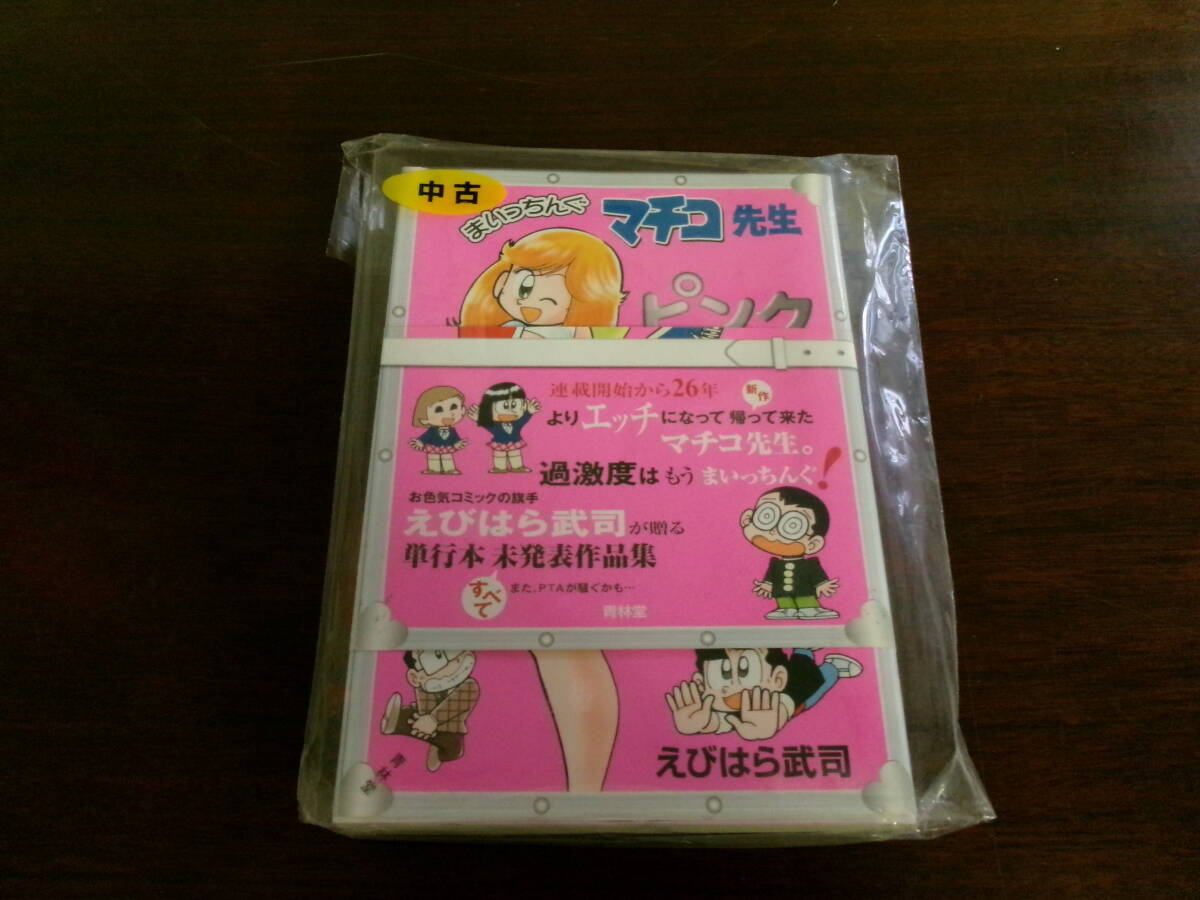 中古
まいっちんぐ
マチコ先生
ピンク
連載開始から26年
新作
よりエッチになって帰って来た
マチコ先生。
過激度はもうまいっちんぐ!
お色気コミックの旗手
えびはら武司が贈る
単行本未発表作品集
すべて
また、PTAが騒ぐかも…
青林堂
えびはら武司
青林堂